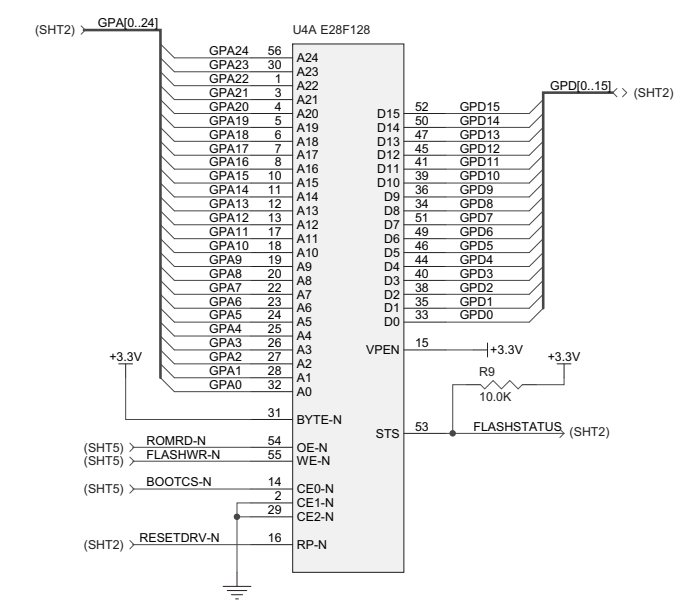 (SHT2) GPA[0..24] U4A E28F128
GPA24 56 A24
GPA23 30 A23
GPA22 1 A22
GPA21 3 A21
GPA20 4 A20
GPA19 5 A19
GPA18 6 A18
GPA17 7 A17
GPA16 8 A16
GPA15 10 A15
GPA14 11 A14
GPA13 12 A13
GPA12 13 A12
GPA11 17 A11
GPA10 18 A10
GPA9 19 A9
GPA8 20 A8
GPA7 22 A7
GPA6 23 A6
GPA5 24 A5
GPA4 25 A4
GPA3 26 A3
GPA2 27 A2
GPA1 28 A1
GPA0 32 A0
+3.3V
31 BYTE-N
(SHT5) ROMRD-N 54 OE-N
(SHT5) FLASHWR-N 55 WE-N
(SHT5) BOOTCS-N 14 CE0-N
2 CE1-N
29 CE2-N
(SHT2) RESETDRV-N 16 RP-N
GPD[0..15] (SHT2)
D15 52 GPD15
D14 50 GPD14
D13 47 GPD13
D12 45 GPD12
D11 41 GPD11
D10 39 GPD10
D9 36 GPD9
D8 34 GPD8
D7 51 GPD7
D6 49 GPD6
D5 46 GPD5
D4 44 GPD4
D3 40 GPD3
D2 38 GPD2
D1 35 GPD1
D0 33 GPD0
VPEN 15 +3.3V
+3.3V
R9
10.0K
STS 53 FLASHSTATUS (SHT2)